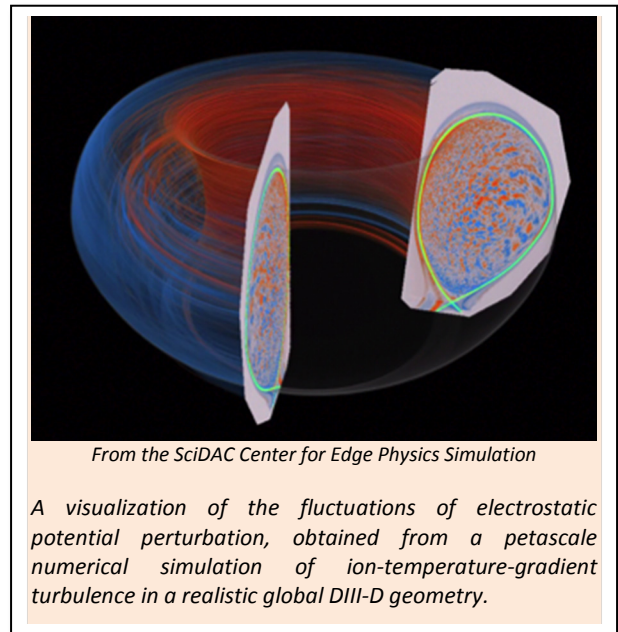 From the SciDAC Center for Edge Physics Simulation
A visualization of the fluctuations of electrostatic
potential perturbation, obtained from a petascale
numerical simulation of ion-temperature-gradient
turbulence in a realistic global DIII-D geometry.